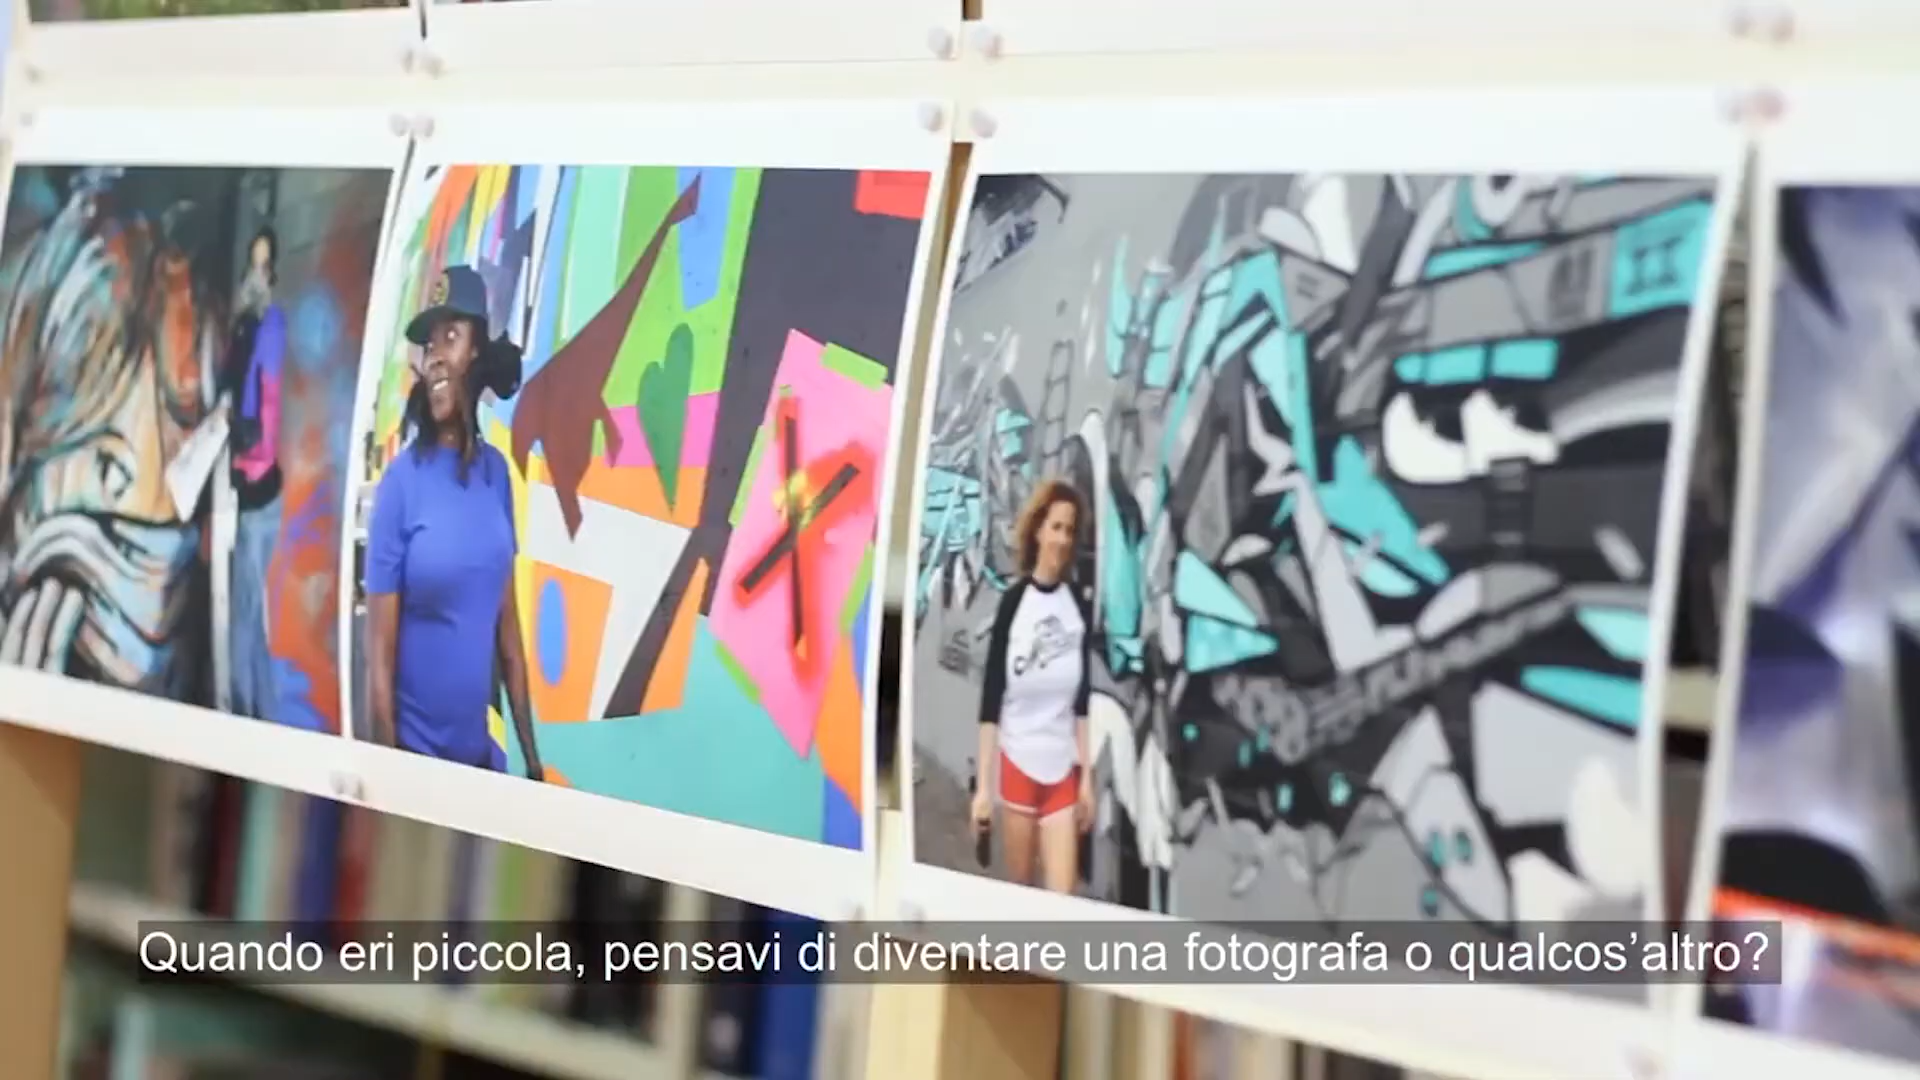 Quando eri piccola, pensavi di diventare una fotografa o qualcos’altro?